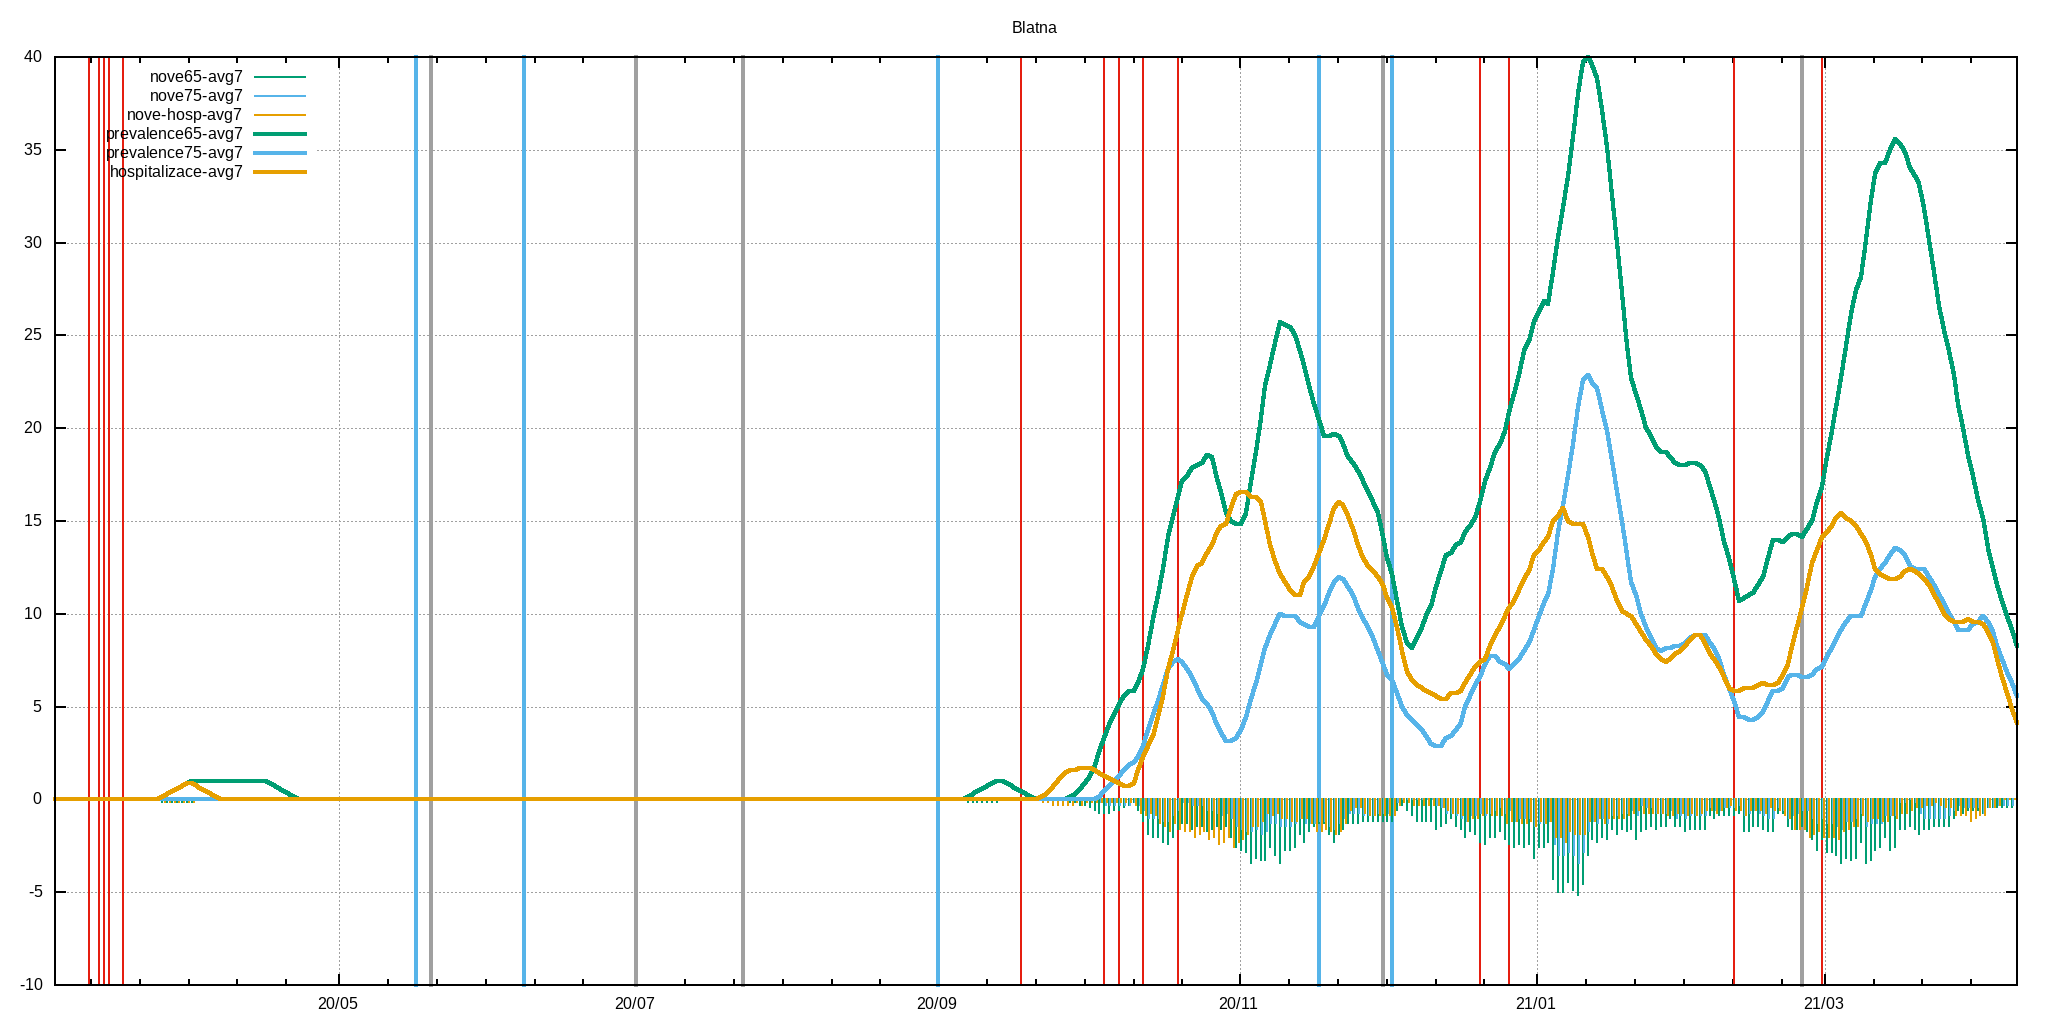 Blatna
40
35
30
25
20
15
10
5
0
-5
-10
nove65-avg7
nove75-avg7
nove-hosp-avg7
prevalence65-avg7
prevalence75-avg7
hospitalizace-avg7
20/05 20/07 20/09 20/11 21/01 21/03